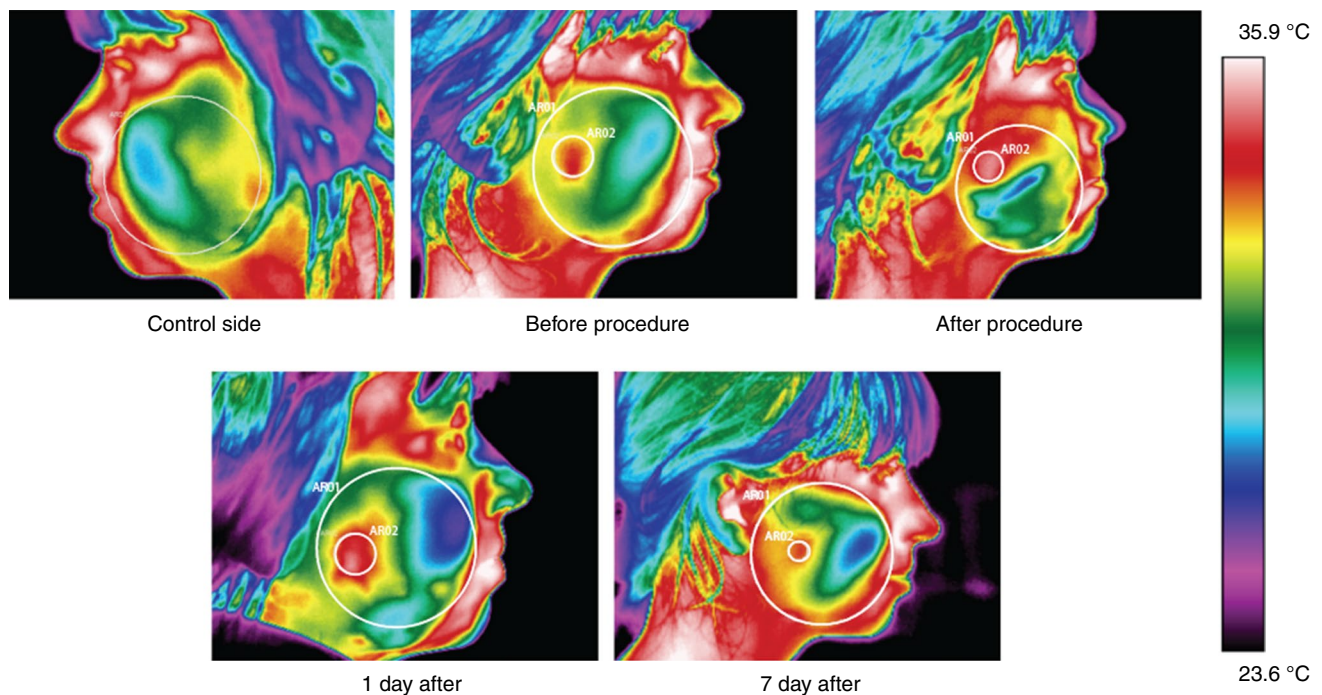 35.9 °C
AR01
AR01
AR02
AR01
AR02
Control side
Before procedure
After procedure
AR01
AR02
AR01
AR02
1 day after
7 day after
23.6 °C